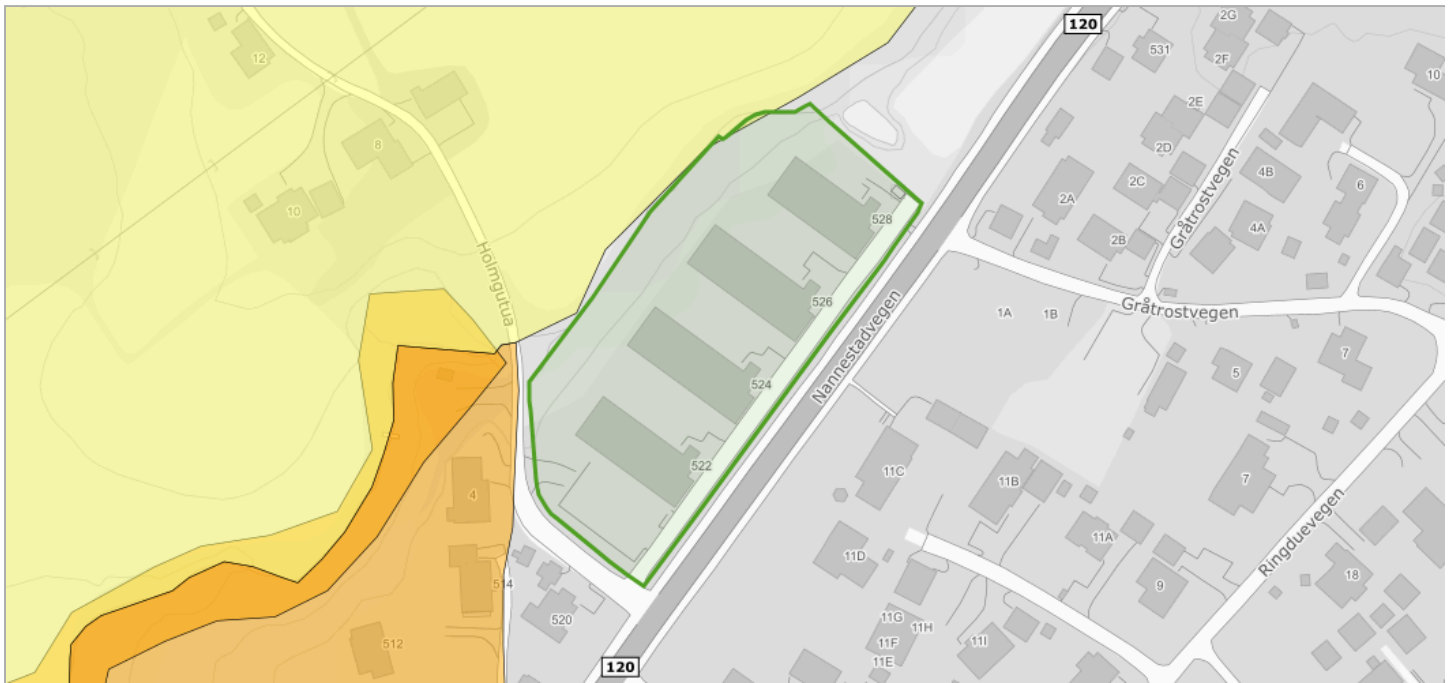 120
2G
12
531
2F
10
2E
8
2D
4B
Gråtrostvegen
2C
6
2A
10
528
4A
2B
Holmgutua
526
Gråtrostvegen
1A
1B
Nannestadvegen
7
5
524
522
11C
7
11B
4
11A
Ringduevegen
11D
18
514
9
11G
520
11H
11F
11I
512
11E
120